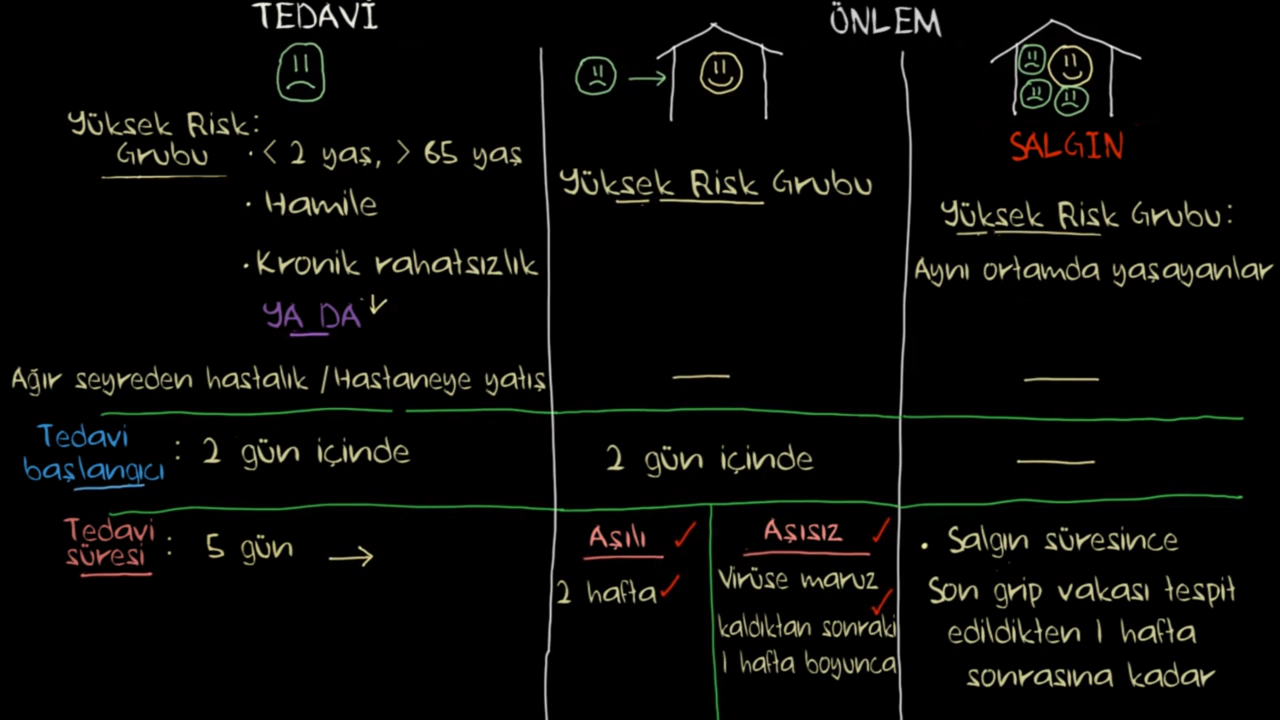 TEDAVİ
ÖNLEM
Yüksek Risk:
Grubu
· < 2 yaş, > 65 yaş
· Hamile
· Kronik rahatsızlık
YA DA
Ağır seyreden hastalık / Hastaneye yatış
Yüksek Risk Grubu
SALGIN
Yüksek Risk Grubu:
Aynı ortamda yaşayanlar
Tedavi
başlangıcı : 2 gün içinde
2 gün içinde
Tedavi
süresi : 5 gün →
Aşılı ✓
2 hafta ✓
Aşısız ✓
Virüse maruz
kaldıktan sonraki
1 hafta boyunca
· Salgın süresince
Son grip vakası tespit
edildikten 1 hafta
sonrasına kadar